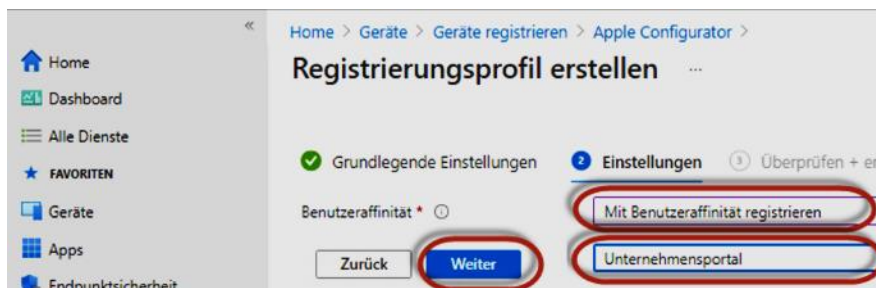 «
Home > Geräte > Geräte registrieren > Apple Configurator >
Registrierungsprofil erstellen ...
Home
Dashboard
Alle Dienste
FAVORITEN
Geräte
Apps
Endpunktsicherheit
Grundlegende Einstellungen 2 Einstellungen 3 Überprüfen + er
Benutzeraffinität * Mit Benutzeraffinität registrieren
Unternehmensportal
Zurück Weiter